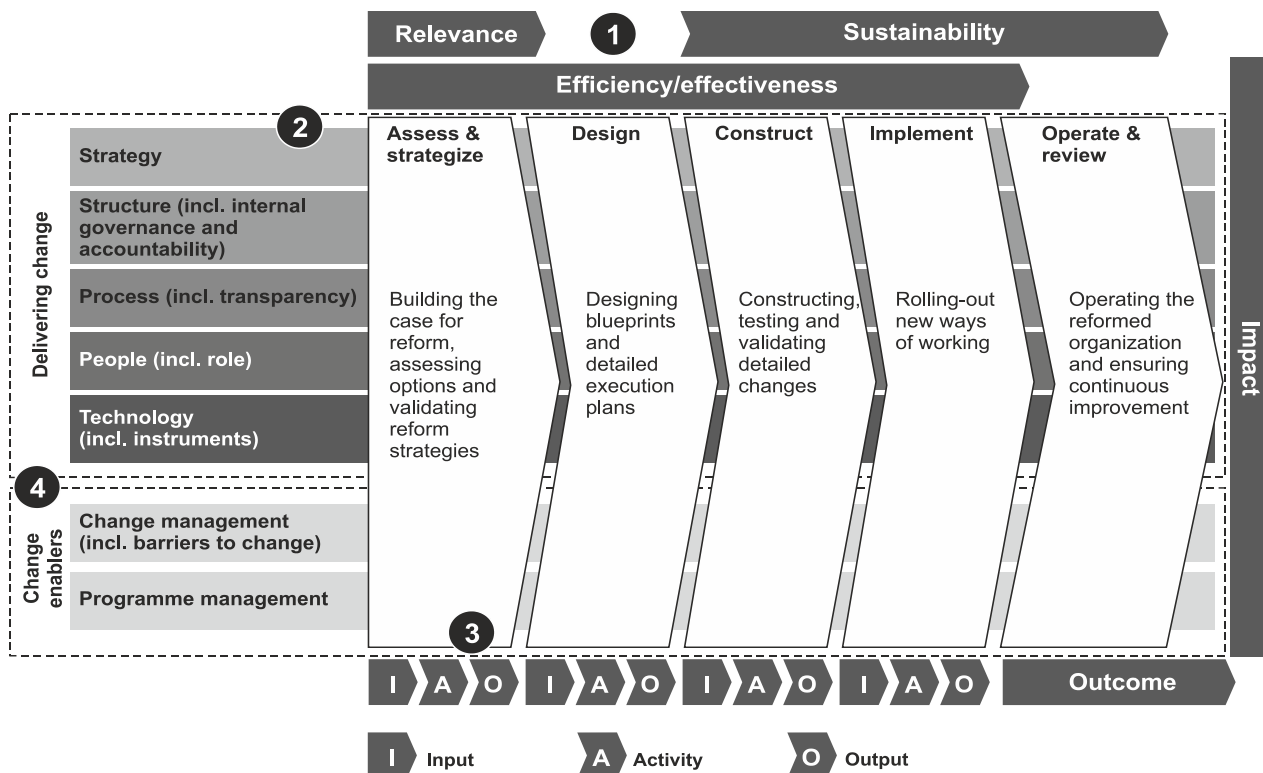 Relevance
1
Sustainability
Efficiency/effectiveness
2
Assess &
strategize
Design
Construct
Implement
Operate &
review
Delivering change
Strategy
Structure (incl. internal
governance and
accountability)
Process (incl. transparency)
People (incl. role)
Technology
(incl. instruments)
Building the
case for
reform,
assessing
options and
validating
reform
strategies
Designing
blueprints
and
detailed
execution
plans
Constructing,
testing and
validating
detailed
changes
Rolling-out
new ways
of working
Operating the
reformed
organization
and ensuring
continuous
improvement
Impact
4
Change
enablers
Change management
(incl. barriers to change)
Programme management
3
I A O I A O I A O I A O Outcome
I Input A Activity O Output